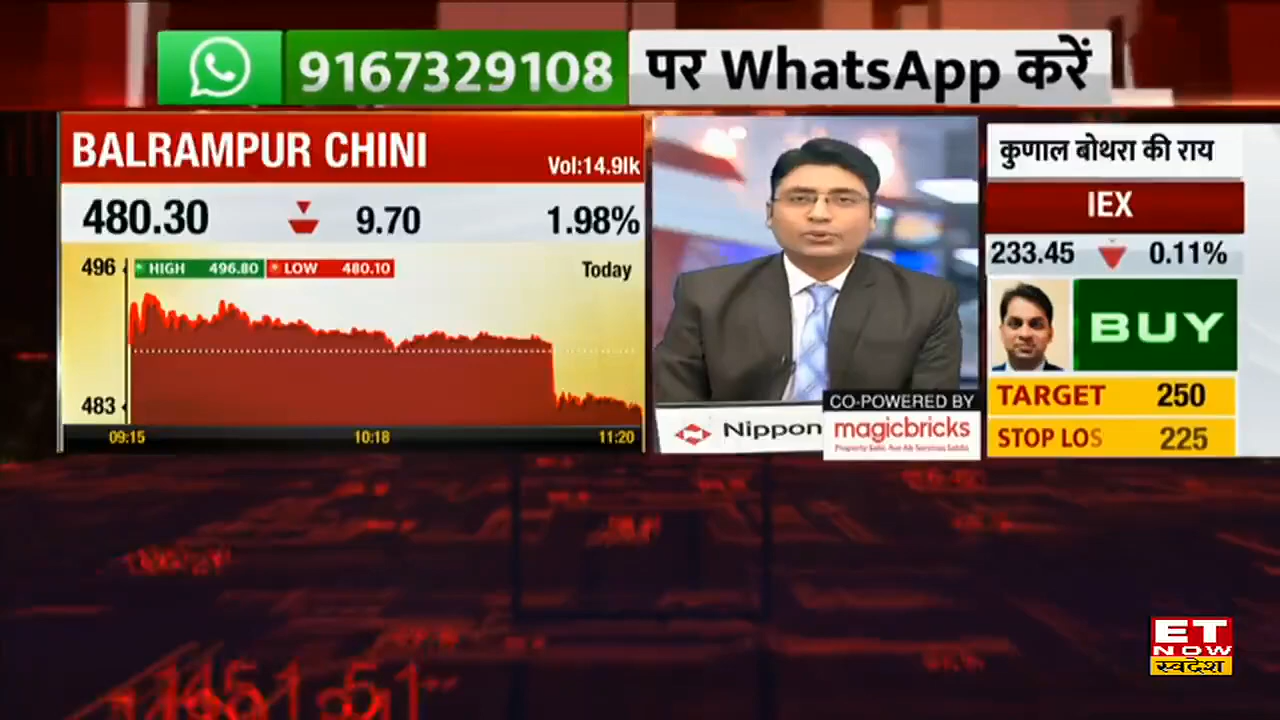 9167329108 पर WhatsApp करें
BALRAMPUR CHINI
Vol:14.9lk
480.30 9.70 1.98%
496 HIGH 496.80 LOW 480.10 Today
483
09:15 10:18 11:20
CO-POWERED BY
Nippon magicbricks
कुणाल बोथरा की राय
IEX
233.45 0.11%
BUY
TARGET 250
STOP LOS 225
ET
NOW
स्वदेश